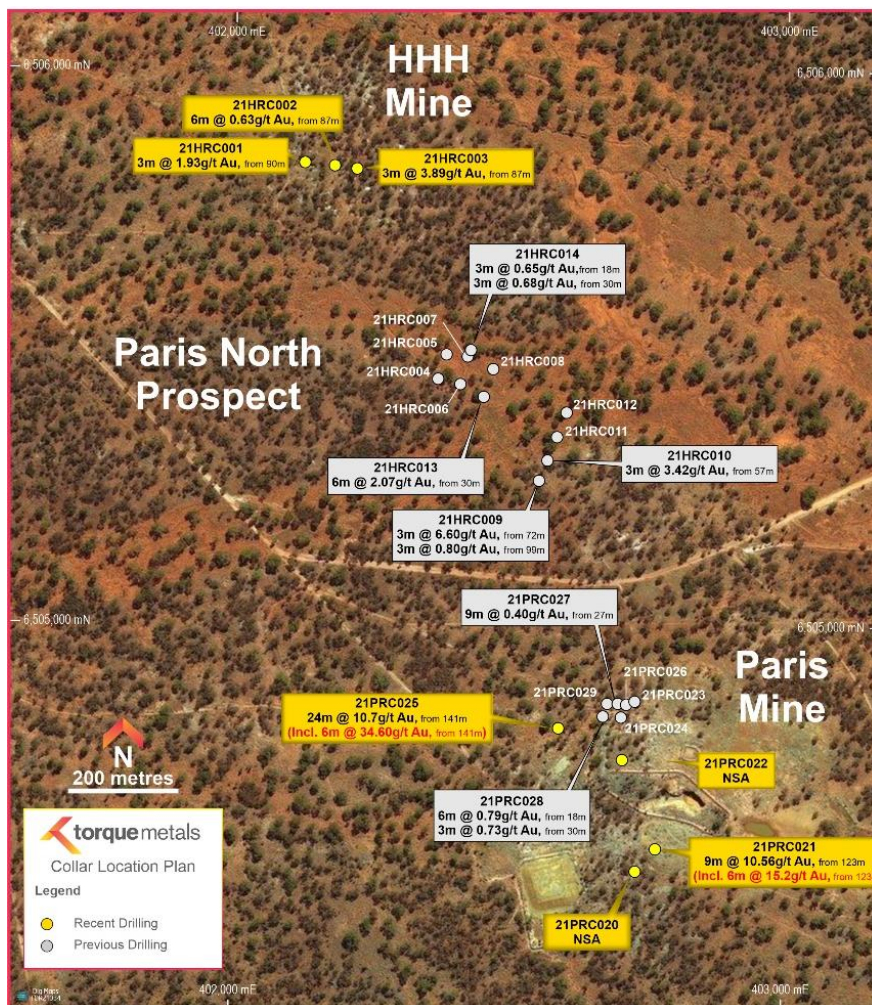 402,000 mE
403,000 mE
6,506,000 mN
6,506,000 mN
HHH
Mine
21HRC002
6m @ 0.63g/t Au, from 87m
21HRC001
3m @ 1.93g/t Au, from 90m
21HRC003
3m @ 3.89g/t Au, from 87m
21HRC014
3m @ 0.65g/t Au,from 18m
3m @ 0.68g/t Au, from 30m
21HRC007
21HRC005
21HRC008
21HRC004
21HRC006
Paris North
Prospect
21HRC012
21HRC011
21HRC010
3m @ 3.42g/t Au, from 57m
21HRC013
6m @ 2.07g/t Au, from 30m
21HRC009
3m @ 6.60g/t Au, from 72m
3m @ 0.80g/t Au, from 99m
21PRC027
9m @ 0.40g/t Au, from 27m
6,505,000 mN
6,505,000 mN
Paris
Mine
21PRC026
21PRC029
21PRC023
21PRC024
21PRC025
24m @ 10.7g/t Au, from 141m
(Incl. 6m @ 34.60g/t Au, from 141m)
21PRC022
NSA
N
200 metres
21PRC028
6m @ 0.79g/t Au, from 18m
3m @ 0.73g/t Au, from 30m
21PRC021
9m @ 10.56g/t Au, from 123m
(Incl. 6m @ 15.2g/t Au, from 123
21PRC020
NSA
torque metals
Collar Location Plan
Legend
Recent Drilling
Previous Drilling
402,000 mE
403,000 mE